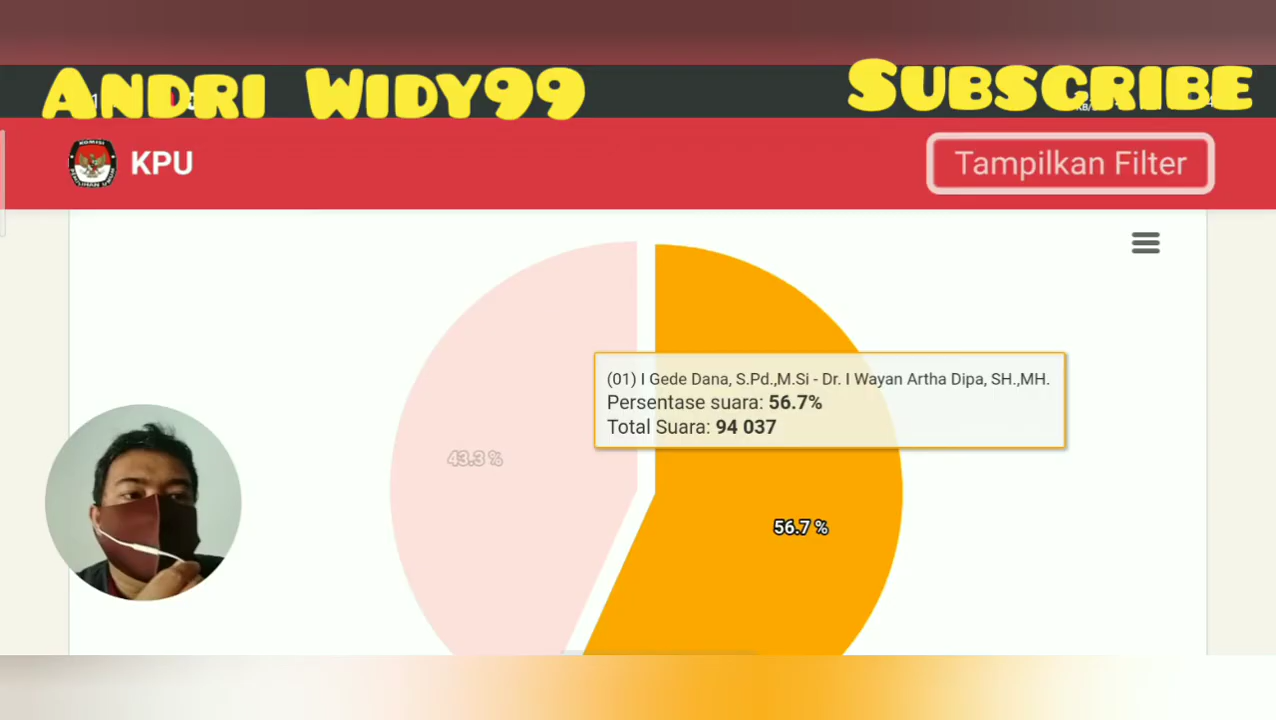 Andri Widy99
Subscribe
KPU
Tampilkan Filter
(01) I Gede Dana, S.Pd.,M.Si - Dr. I Wayan Artha Dipa, SH.,MH.
Persentase suara: 56.7%
Total Suara: 94 037
43.3 %
56.7 %